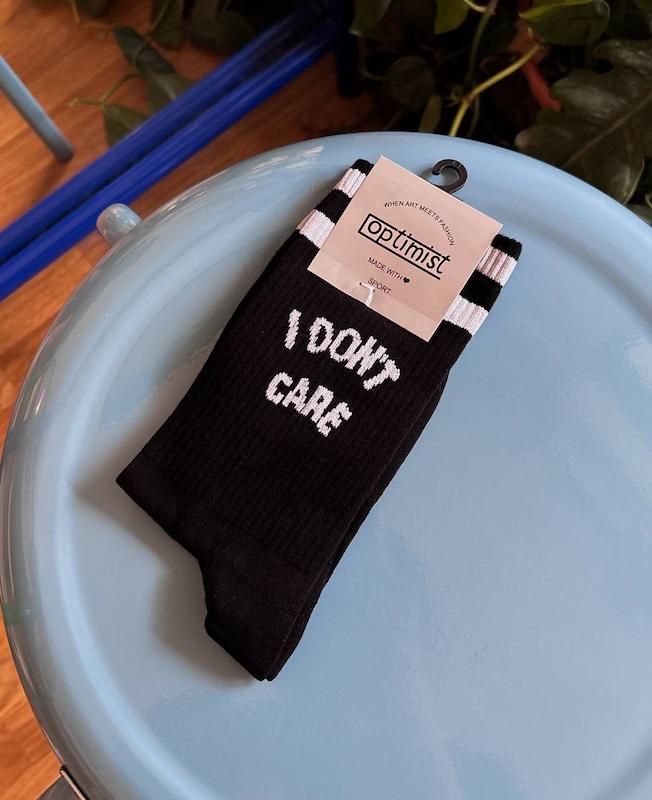 WHEN ART MEETS FASHION
optimist
MADE WITH ♥
SPORT
I DON'T
CARE